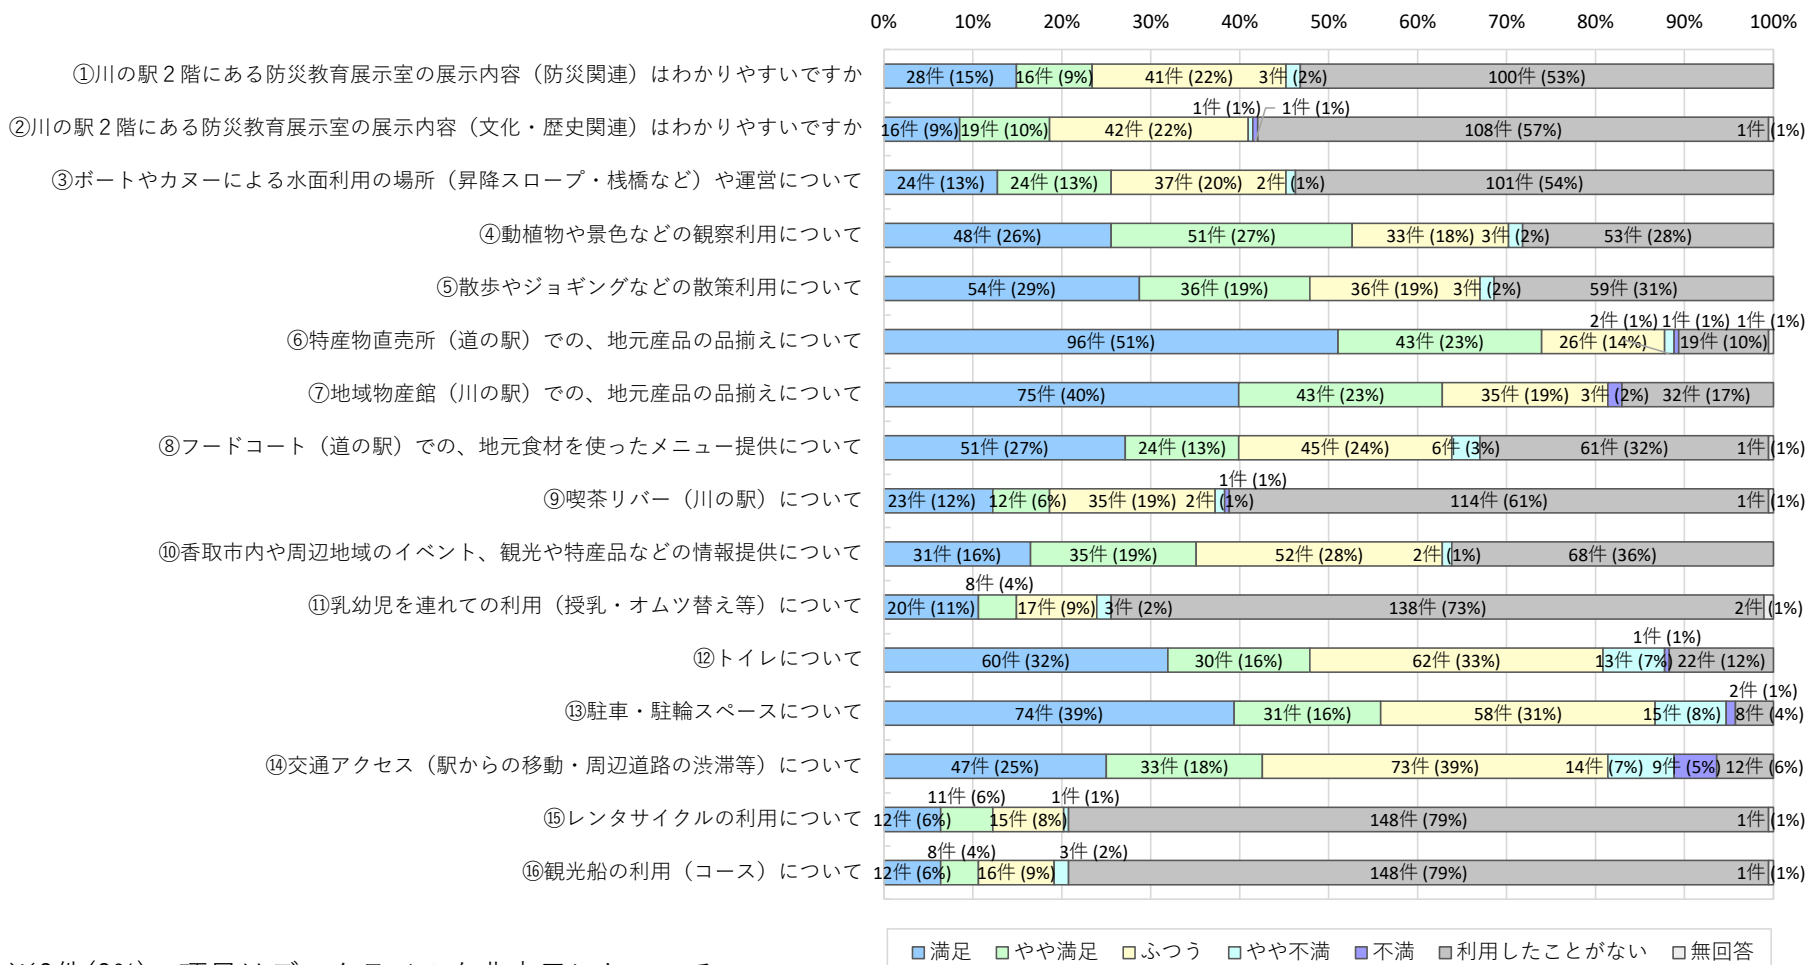 0% 10% 20% 30% 40% 50% 60% 70% 80% 90% 100%
①川の駅２階にある防災教育展示室の展示内容（防災関連）はわかりやすいですか 28件 (15%) 16件 (9%) 41件 (22%) 3件 (2%) 100件 (53%)
1件 (1%) 1件 (1%)
②川の駅２階にある防災教育展示室の展示内容（文化・歴史関連）はわかりやすいですか 16件 (9%) 19件 (10%) 42件 (22%) 108件 (57%) 1件 (1%)
③ボートやカヌーによる水面利用の場所（昇降スロープ・桟橋など）や運営について 24件 (13%) 24件 (13%) 37件 (20%) 2件 (1%) 101件 (54%)
④動植物や景色などの観察利用について 48件 (26%) 51件 (27%) 33件 (18%) 3件 (2%) 53件 (28%)
⑤散歩やジョギングなどの散策利用について 54件 (29%) 36件 (19%) 36件 (19%) 3件 (2%) 59件 (31%)
2件 (1%) 1件 (1%) 1件 (1%)
⑥特産物直売所（道の駅）での、地元産品の品揃えについて 96件 (51%) 43件 (23%) 26件 (14%) 19件 (10%)
⑦地域物産館（川の駅）での、地元産品の品揃えについて 75件 (40%) 43件 (23%) 35件 (19%) 3件 (2%) 32件 (17%)
⑧フードコート（道の駅）での、地元食材を使ったメニュー提供について 51件 (27%) 24件 (13%) 45件 (24%) 6件 (3%) 61件 (32%) 1件 (1%)
1件 (1%)
⑨喫茶リバー（川の駅）について 23件 (12%) 12件 (6%) 35件 (19%) 2件 (1%) 114件 (61%) 1件 (1%)
⑩香取市内や周辺地域のイベント、観光や特産品などの情報提供について 31件 (16%) 35件 (19%) 52件 (28%) 2件 (1%) 68件 (36%)
8件 (4%)
⑪乳幼児を連れての利用（授乳・オムツ替え等）について 20件 (11%) 17件 (9%) 3件 (2%) 138件 (73%) 2件 (1%)
1件 (1%)
⑫トイレについて 60件 (32%) 30件 (16%) 62件 (33%) 13件 (7%) 22件 (12%)
2件 (1%)
⑬駐車・駐輪スペースについて 74件 (39%) 31件 (16%) 58件 (31%) 15件 (8%) 8件 (4%)
⑭交通アクセス（駅からの移動・周辺道路の渋滞等）について 47件 (25%) 33件 (18%) 73件 (39%) 14件 (7%) 9件 (5%) 12件 (6%)
11件 (6%) 1件 (1%)
⑮レンタサイクルの利用について 12件 (6%) 15件 (8%) 148件 (79%) 1件 (1%)
8件 (4%) 3件 (2%)
⑯観光船の利用（コース）について 12件 (6%) 16件 (9%) 148件 (79%) 1件 (1%)
満足 やや満足 ふつう やや不満 不満 利用したことがない 無回答